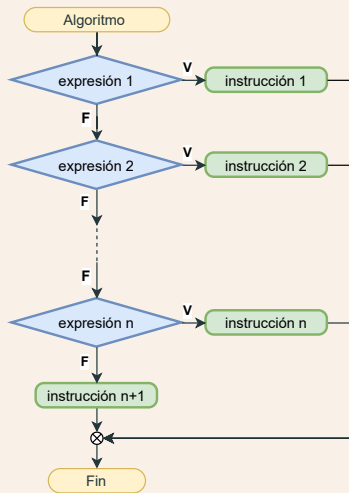 Algoritmo
expresión 1
V
instrucción 1
F
expresión 2
V
instrucción 2
F
F
expresión n
V
instrucción n
F
instrucción n+1
Fin